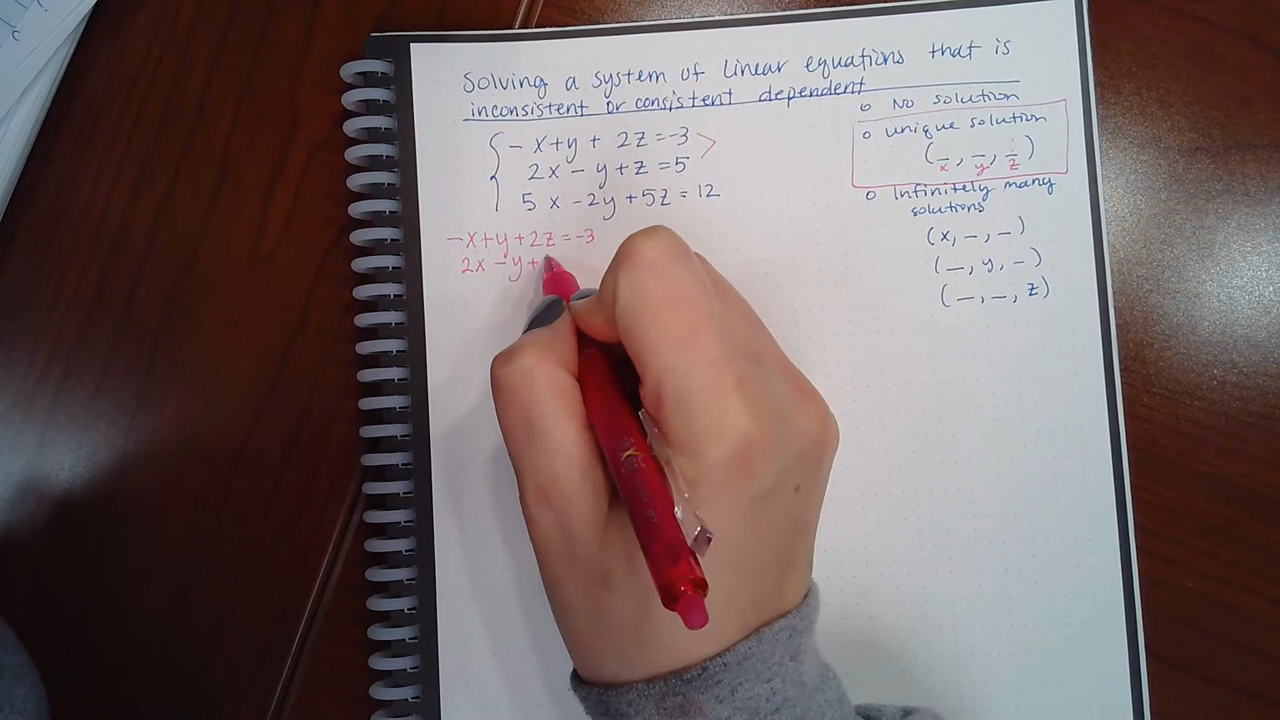 Solving a system of linear equations that is
inconsistent or consistent dependent
-x+y+2z=-3
2x-y+z=5
5x-2y+5z=12
-x+y+2z=-3
2x-y+
o No solution
o unique solution
(_, _, _)
x y z
o Infinitely many
solutions
(x, _, _)
(_, y, _)
(_, _, z)